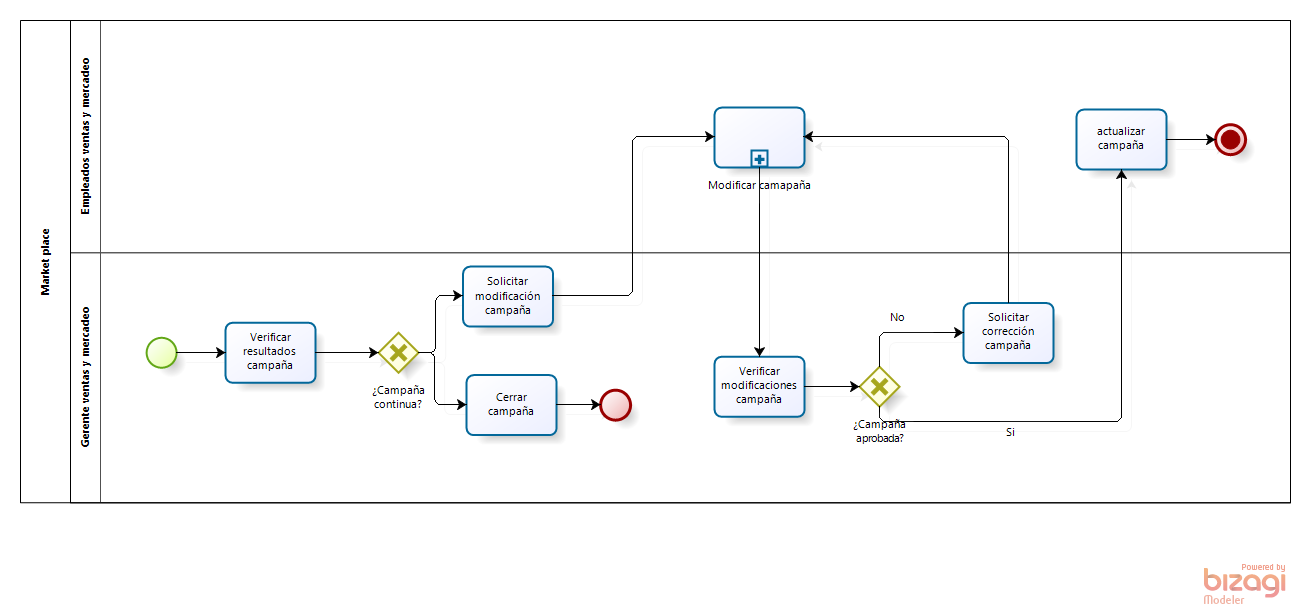 Market place
Empleados ventas y mercadeo
Gerente ventas y mercadeo
actualizar
campaña
Modificar camapaña
Solicitar
modificación
campaña
Verificar
resultados
campaña
¿Campaña
continua?
Cerrar
campaña
Verificar
modificaciones
campaña
¿Campaña
aprobada?
No
Solicitar
corrección
campaña
Si
Powered by
bizagi
Modeler